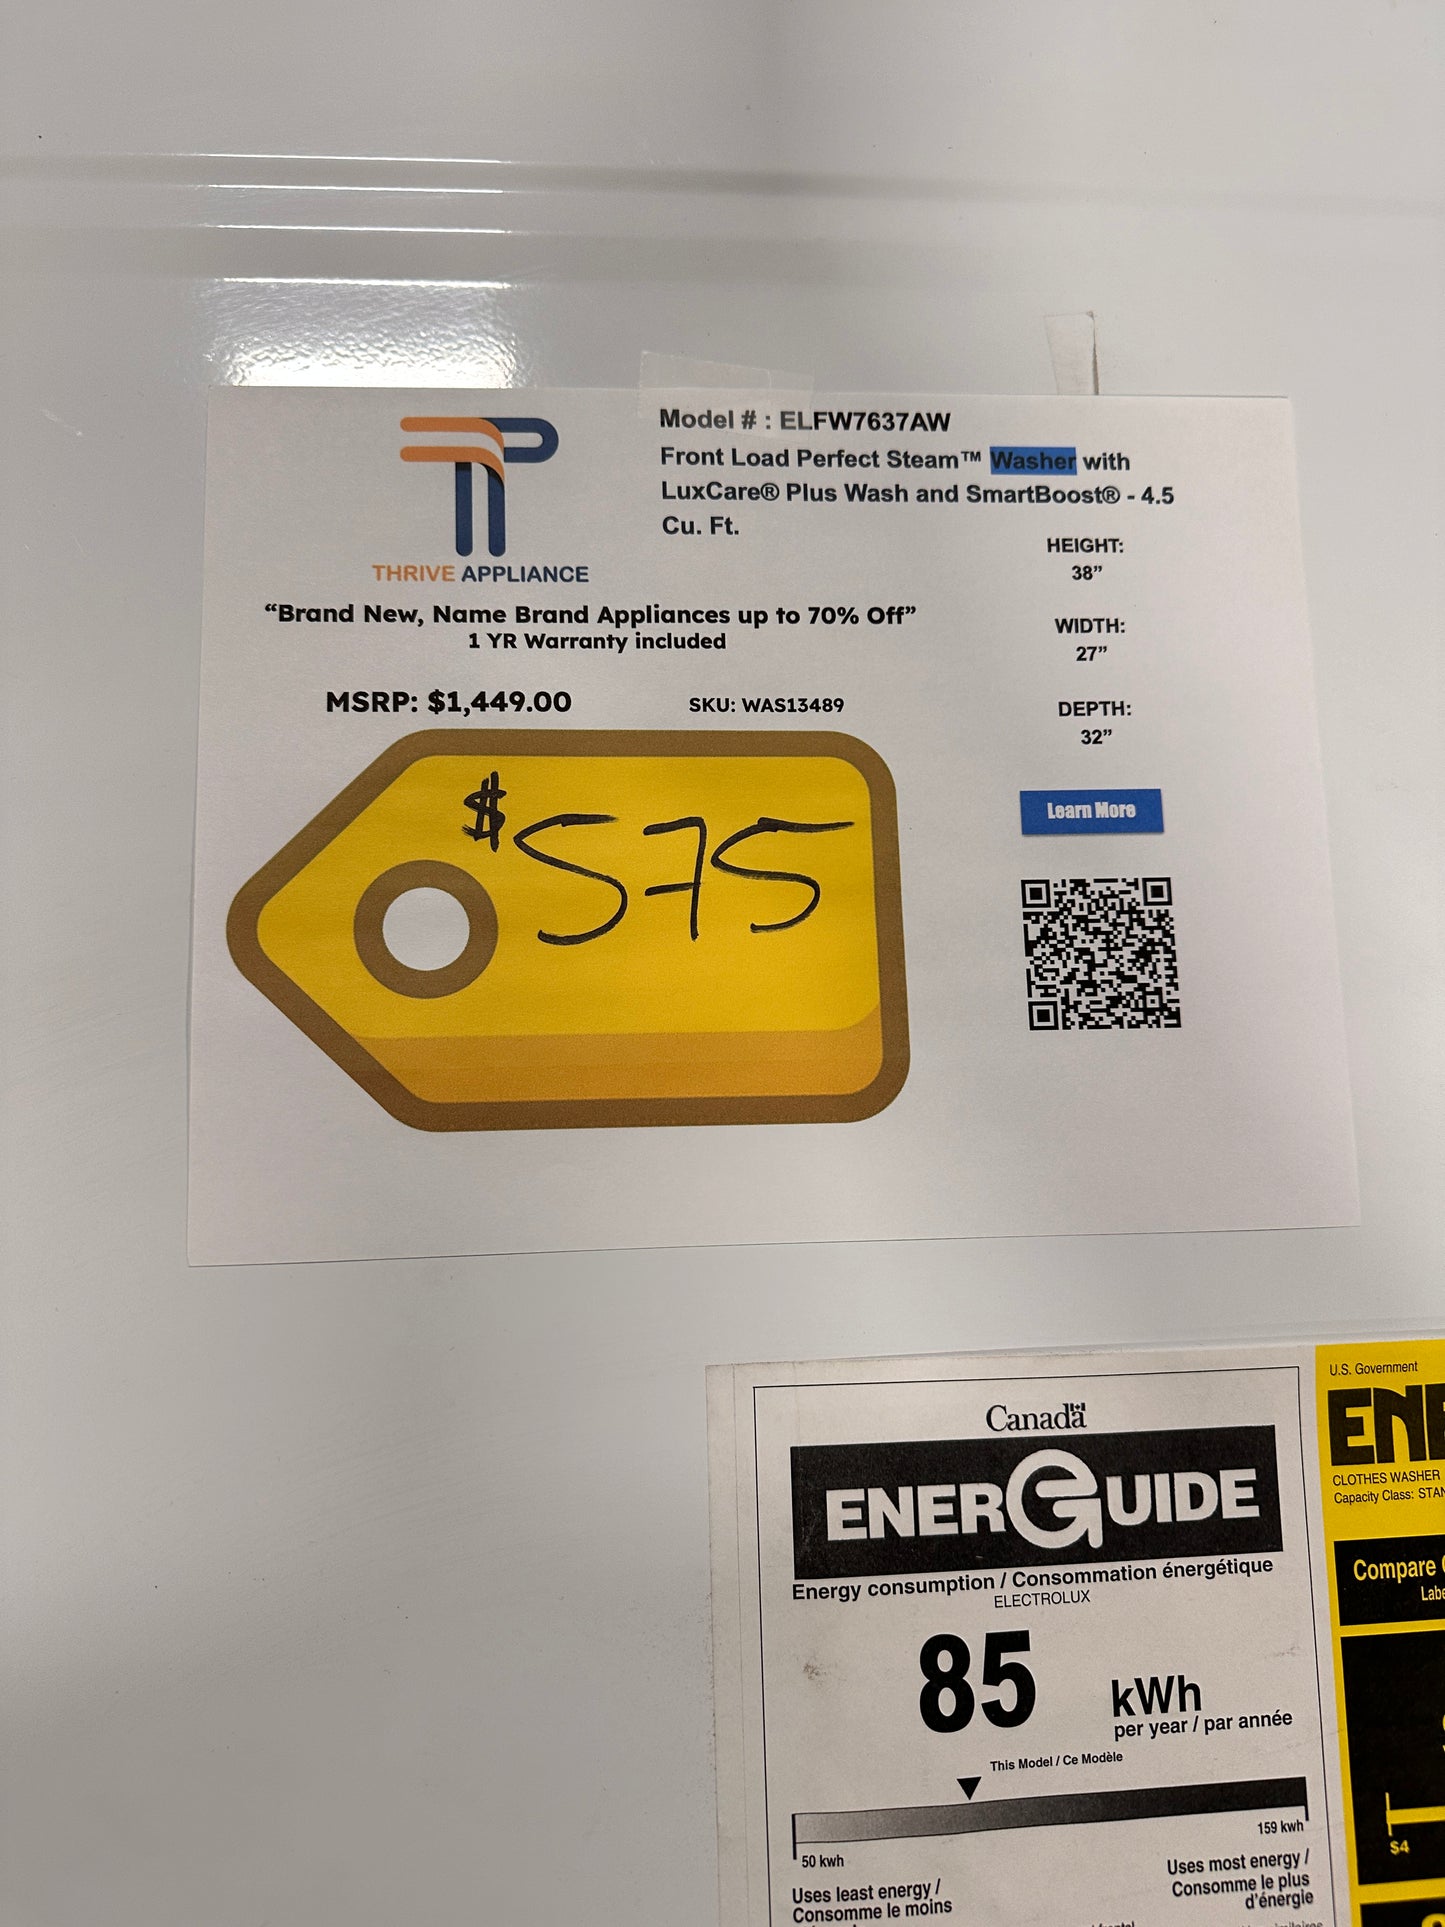 Model # : ELFW7637AW
Front Load Perfect Steam™ Washer with
LuxCare® Plus Wash and SmartBoost® - 4.5
Cu. Ft.
THRIVE APPLIANCE
“Brand New, Name Brand Appliances up to 70% Off”
1 YR Warranty included
MSRP: $1,449.00
SKU: WAS13489
$575
HEIGHT:
38”
WIDTH:
27”
DEPTH:
32”
Learn More
Canada
ENERGUIDE
Energy consumption / Consommation énergétique
ELECTROLUX
85 kWh
per year / par année
This Model / Ce Modèle
50 kwh
159 kwh
Uses least energy /
Consomme le moins
Uses most energy /
Consomme le plus
d'énergie
U.S. Government
CLOTHES WASHER
Capacity Class:
Compare
$4